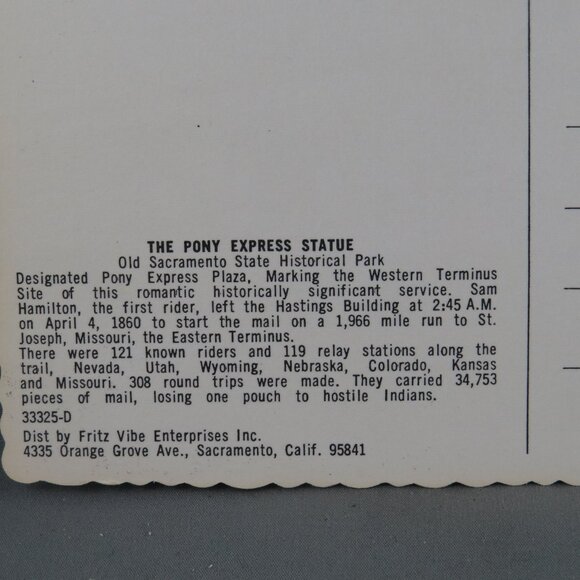 THE PONY EXPRESS STATUE
Old Sacramento State Historical Park
Designated Pony Express Plaza, Marking the Western Terminus
Site of this romantic historically significant service. Sam
Hamilton, the first rider, left the Hastings Building at 2:45 A.M.
on April 4, 1860 to start the mail on a 1,966 mile run to St.
Joseph, Missouri, the Eastern Terminus.
There were 121 known riders and 119 relay stations along the
trail, Nevada, Utah, Wyoming, Nebraska, Colorado, Kansas
and Missouri. 308 round trips were made. They carried 34,753
pieces of mail, losing one pouch to hostile Indians.
33325-D
Dist by Fritz Vibe Enterprises Inc.
4335 Orange Grove Ave., Sacramento, Calif. 95841